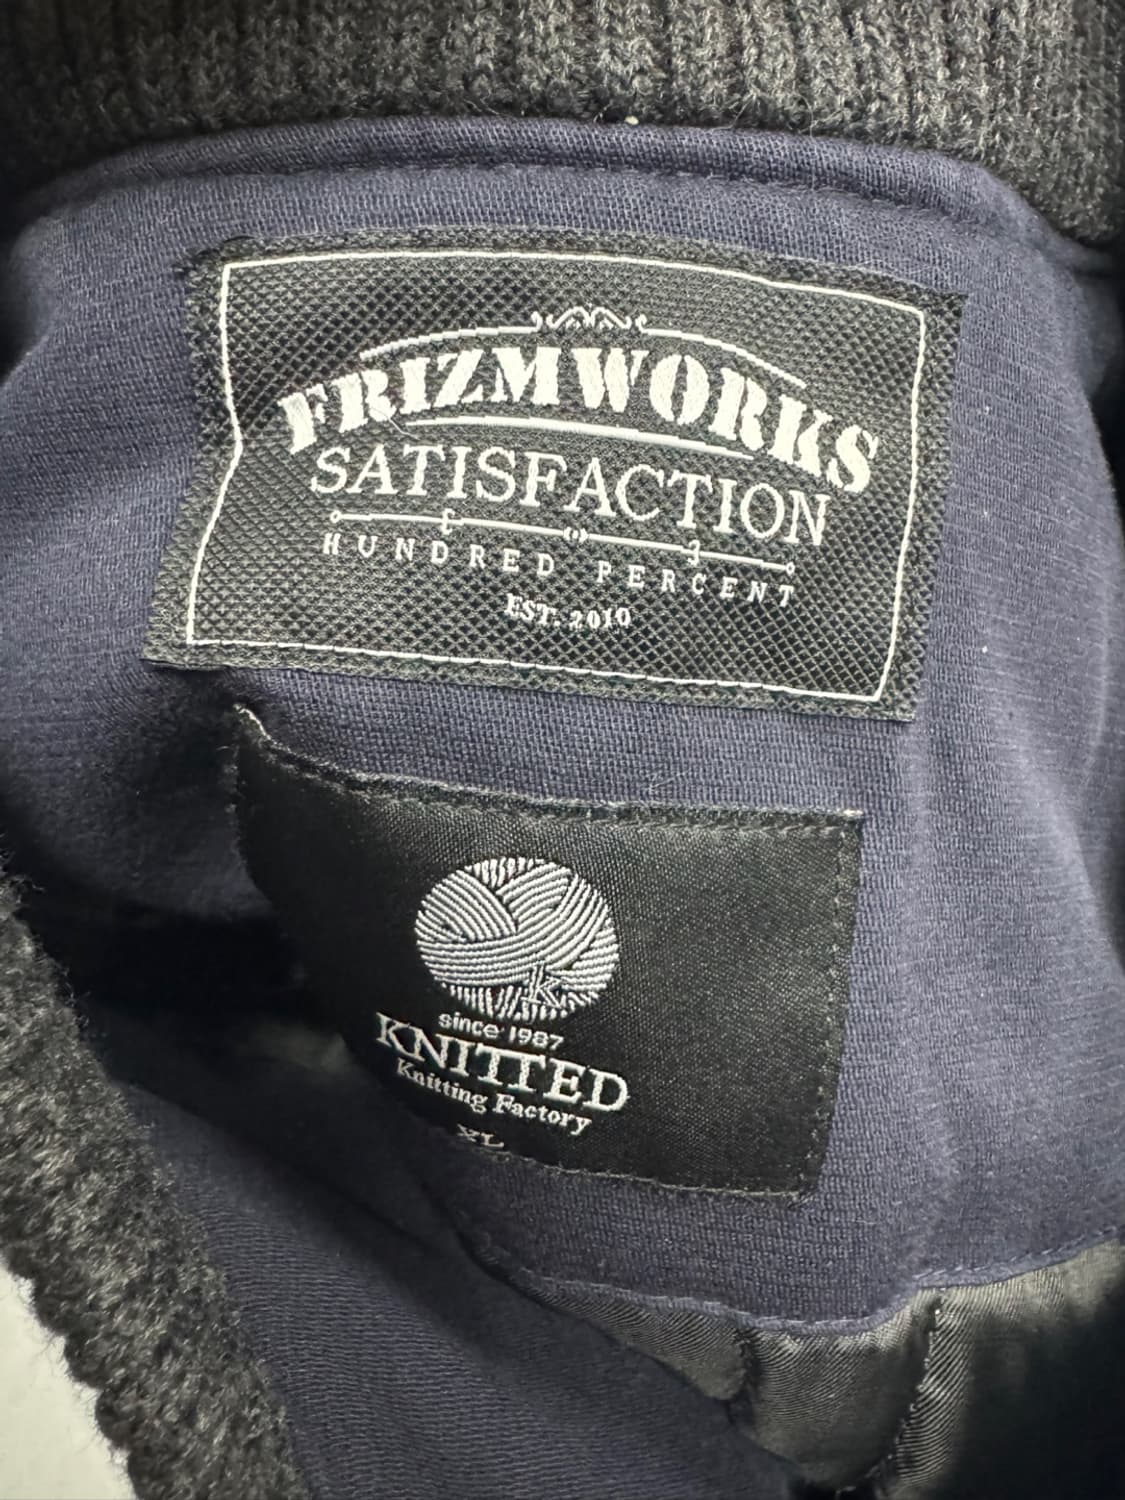 FRIZMWORKS
SATISFACTION
HUNDRED PERCENT
EST. 2010
k
since 1987
KNITTED
Knitting Factory
XL